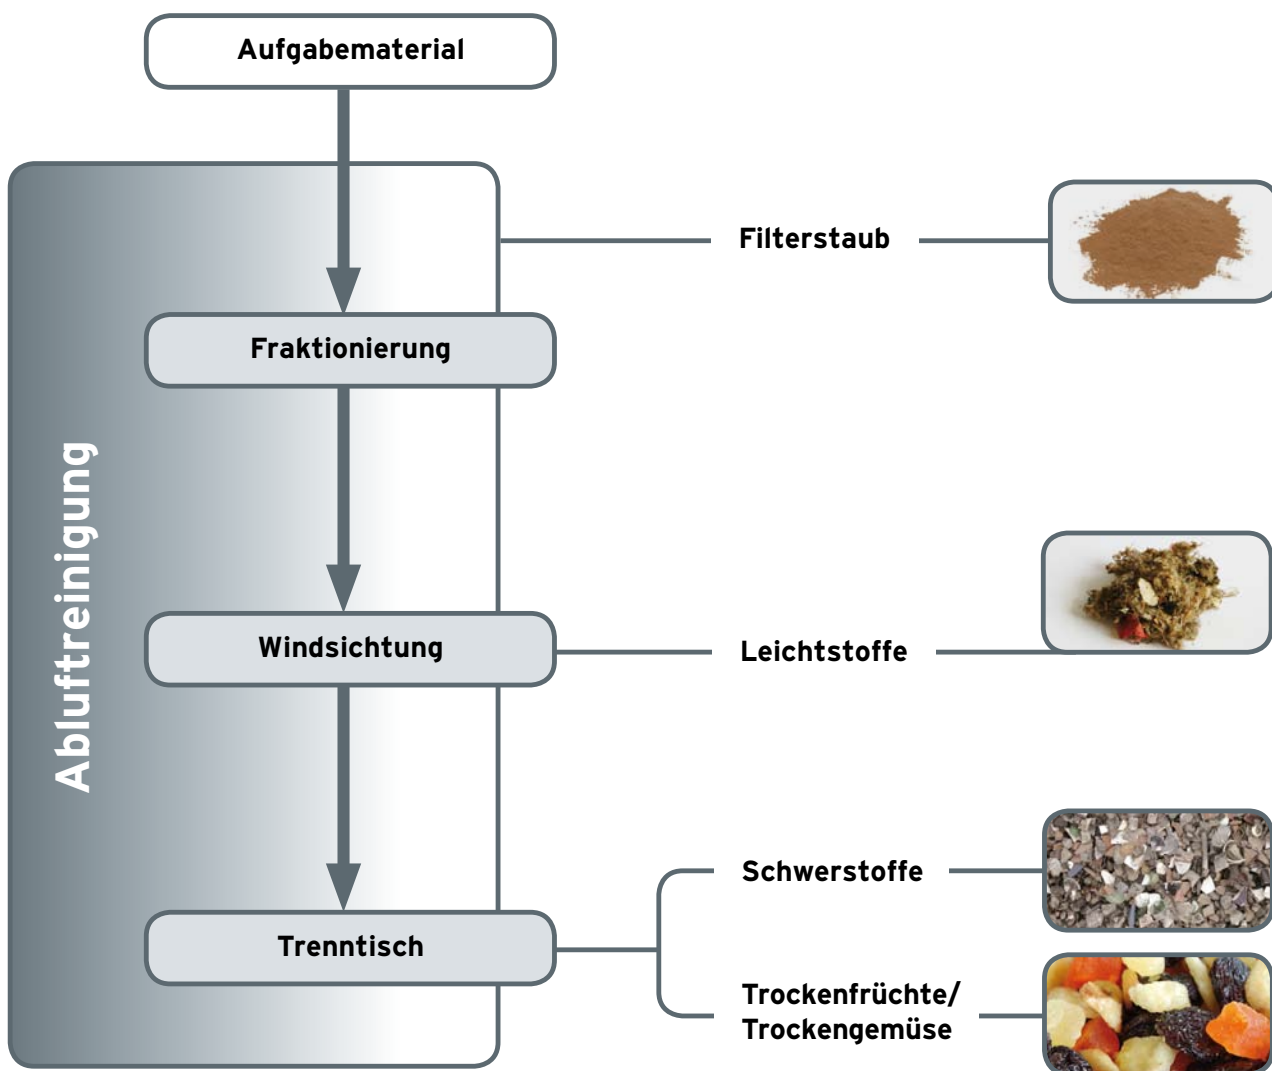 Aufgabematerial
Filterstaub
Fraktionierung
Abluftreinigung
Windsichtung
Leichtstoffe
Schwerstoffe
Trenntisch
Trockenfrüchte/
Trockengemüse